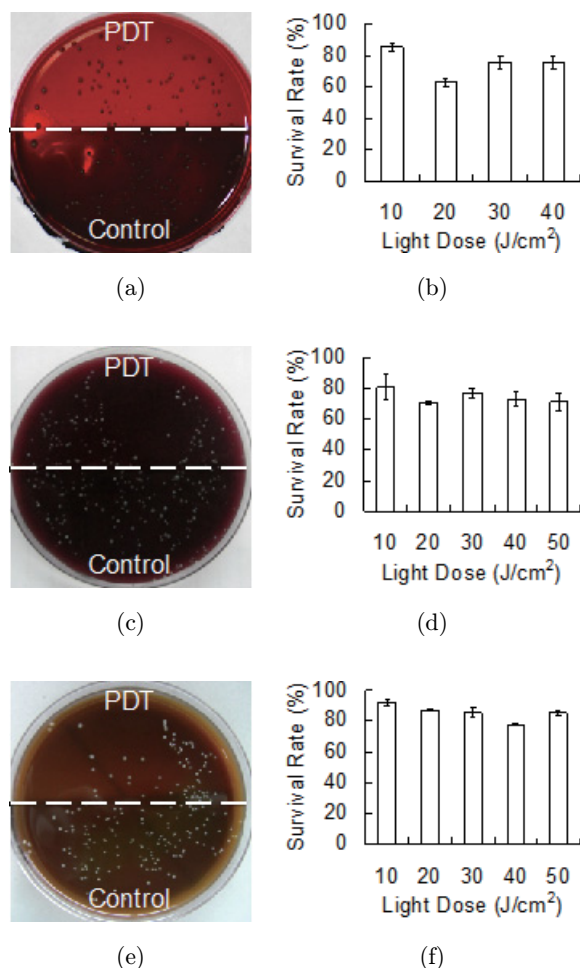 PDT
Control
(a)
Survival Rate (%)
100
80
60
40
20
0
10 20 30 40
Light Dose (J/cm²)
(b)
PDT
Control
(c)
Survival Rate (%)
100
80
60
40
20
0
10 20 30 40 50
Light Dose (J/cm²)
(d)
PDT
Control
(e)
Survival Rate (%)
100
80
60
40
20
0
10 20 30 40 50
Light Dose (J/cm²)
(f)